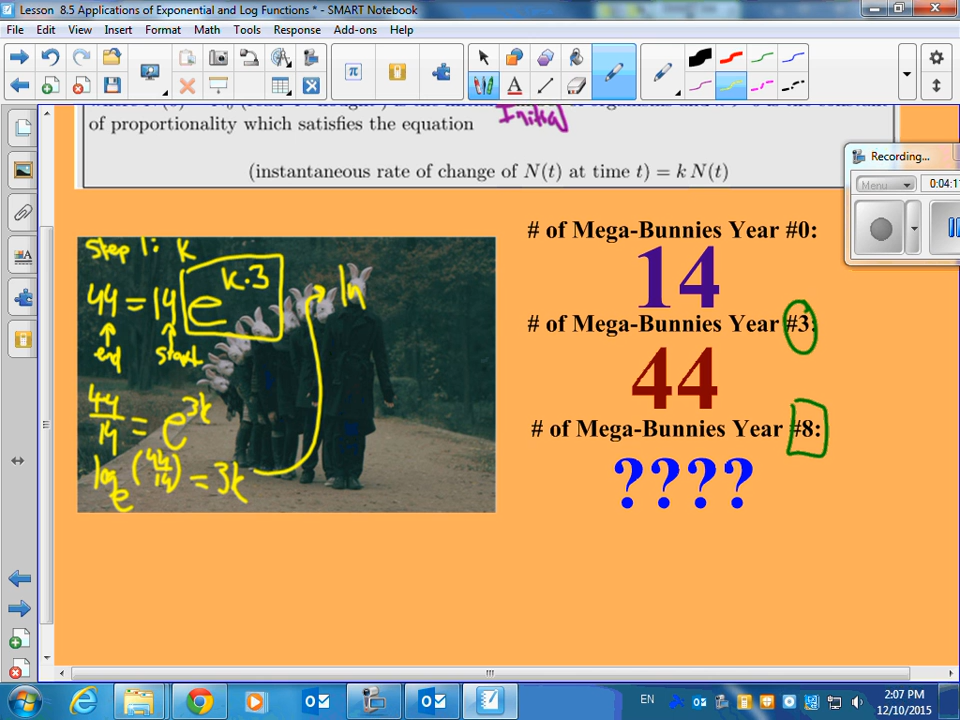 Lesson 8.5 Applications of Exponential and Log Functions * - SMART Notebook
File Edit View Insert Format Math Tools Response Add-ons Help
Initial
of proportionality which satisfies the equation
(instantaneous rate of change of N(t) at time t) = k N(t)
Recording...
Menu
0:04:1
# of Mega-Bunnies Year #0:
14
# of Mega-Bunnies Year #3:
44
# of Mega-Bunnies Year #8:
????
Step 1: K
44 = 14 e^{k·3}
end start
44/14 = e^{3k}
log_e (44/14) = 3k
ln
EN
2:07 PM
12/10/2015